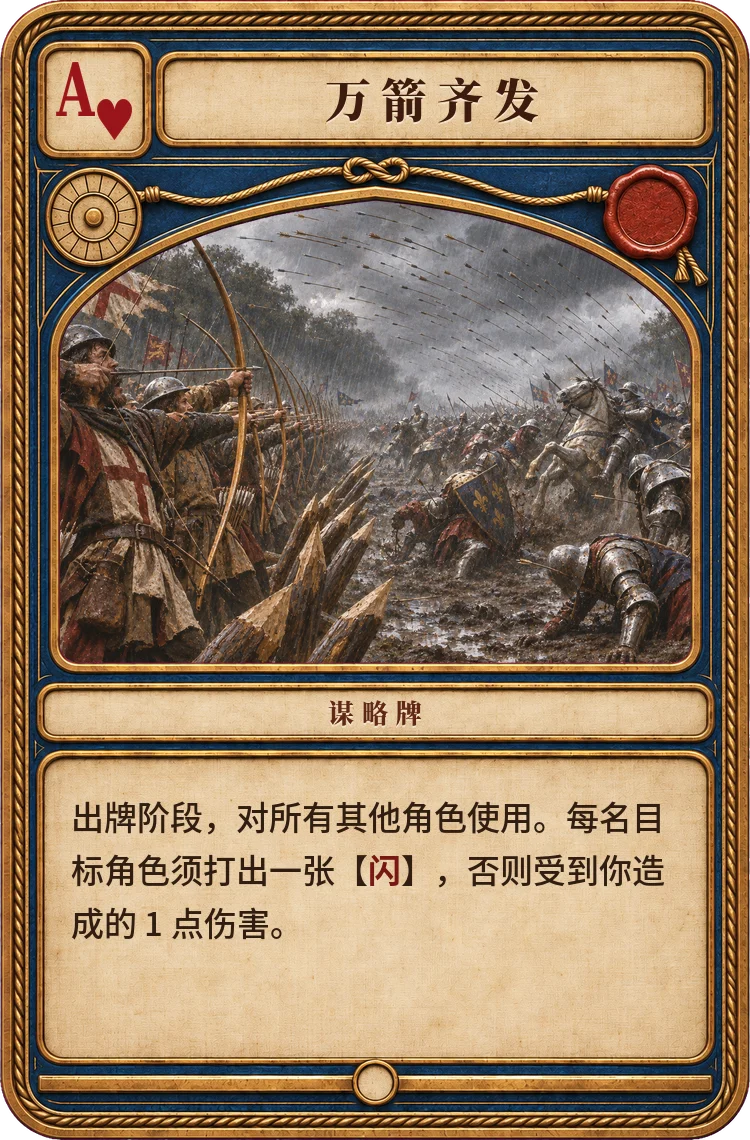 A
万箭齐发
谋略牌
出牌阶段，对所有其他角色使用。每名目
标角色须打出一张【闪】，否则受到你造
成的 1 点伤害。